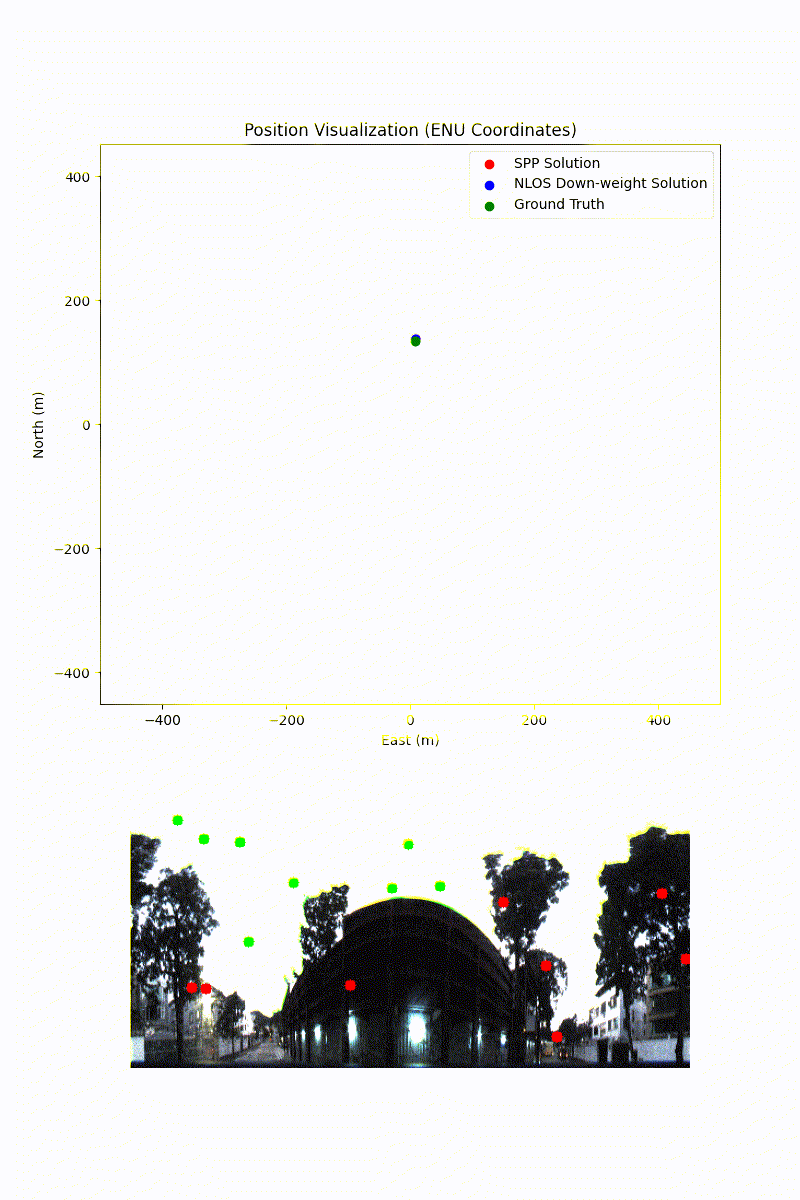 Position Visualization (ENU Coordinates)
SPP Solution
NLOS Down-weight Solution
Ground Truth
400
200
0
−200
−400
North (m)
−400
−200
0
200
400
East (m)